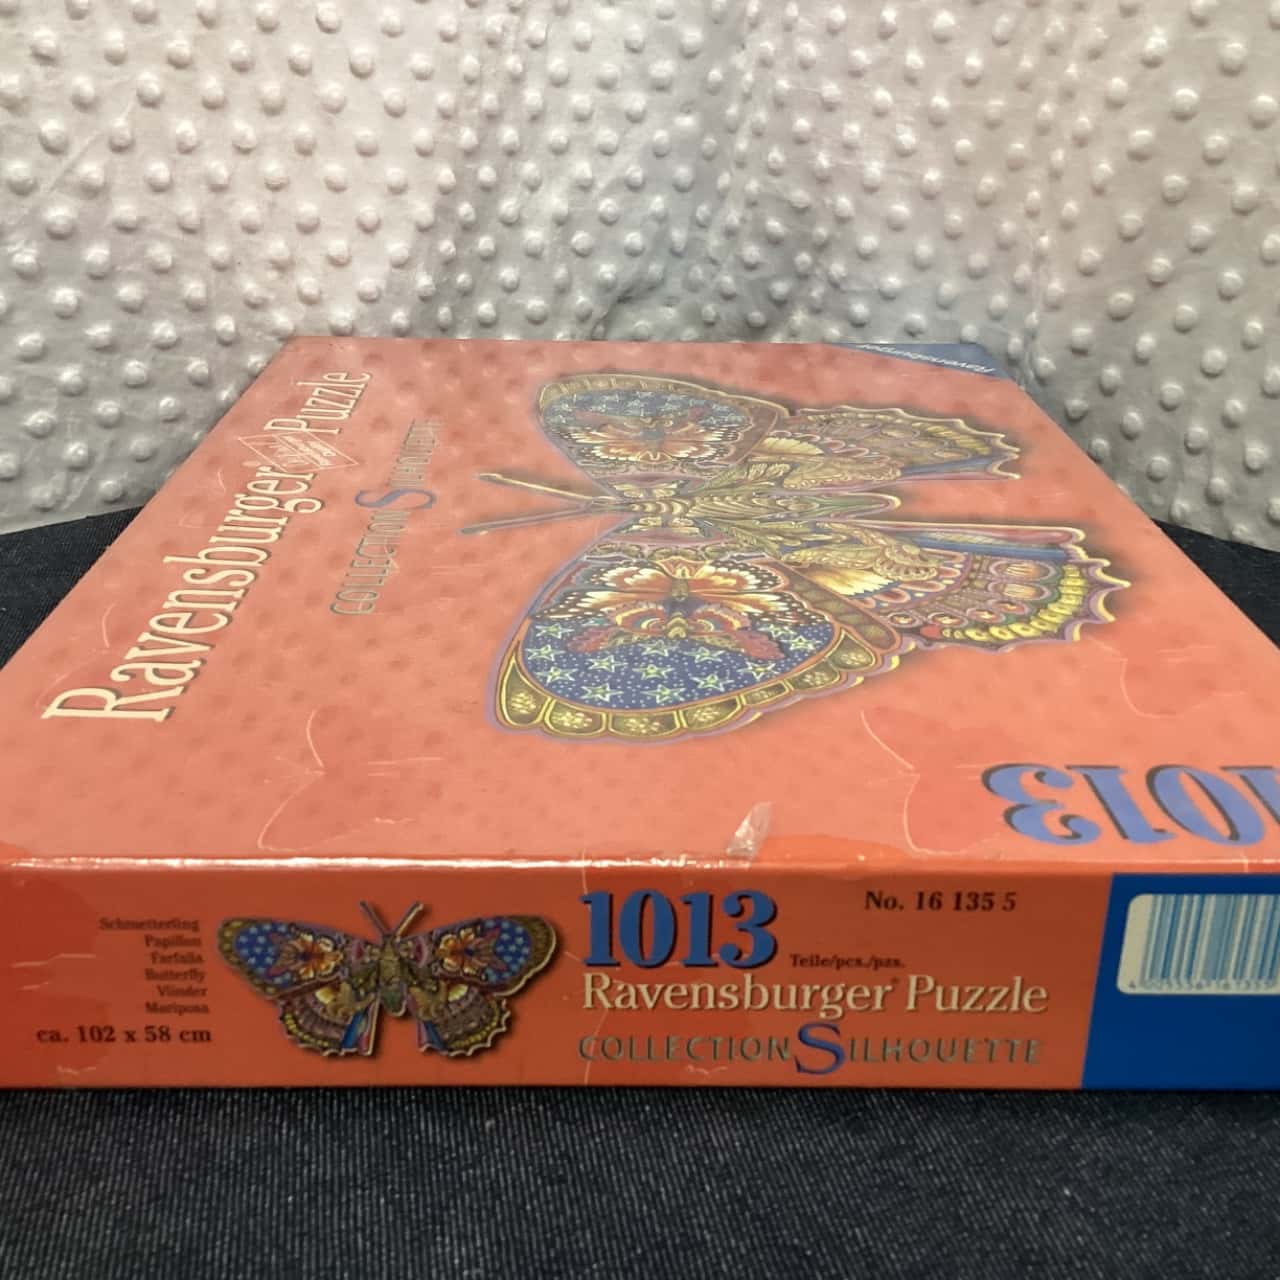 Ravensburger
Ravensburger Puzzle
COLLECTION SILHOUETTE
1013
Schmetterling
Papillon
Farfalla
Butterfly
Vlinder
Mariposa
ca. 102 x 58 cm
1013
Teile/pcs./pzs.
No. 16 135 5
Ravensburger Puzzle
COLLECTION SILHOUETTE